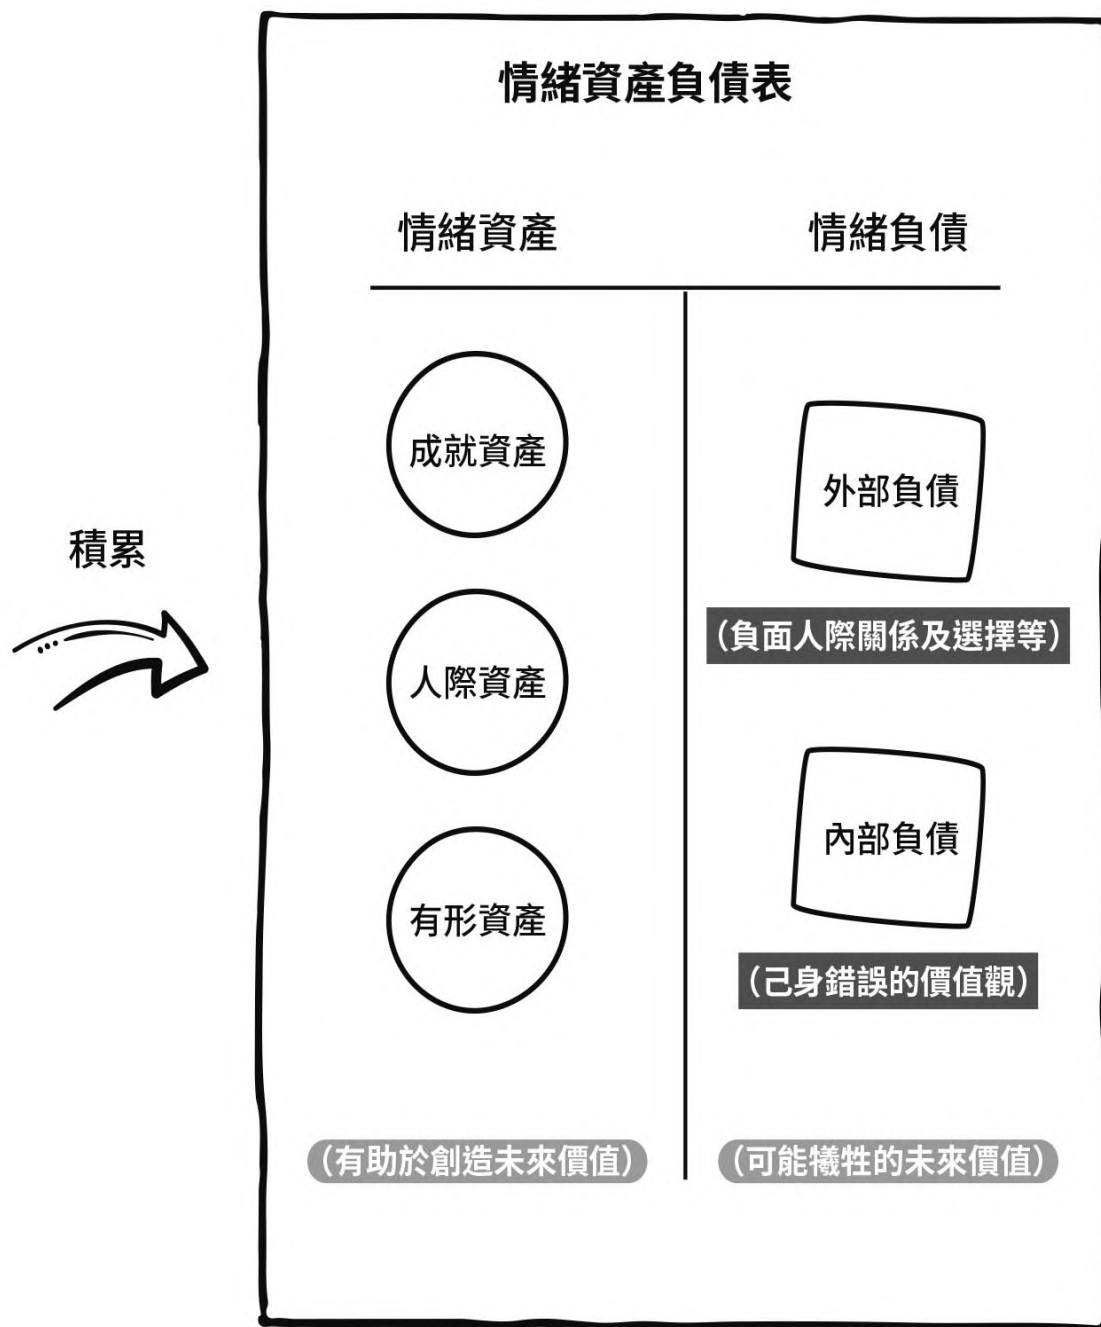 情緒資產負債表
情緒資產
情緒負債
積累
成就資產
人際資產
有形資產
(有助於創造未來價值)
外部負債
(負面人際關係及選擇等)
內部負債
(己身錯誤的價值觀)
(可能犧牲的未來價值)